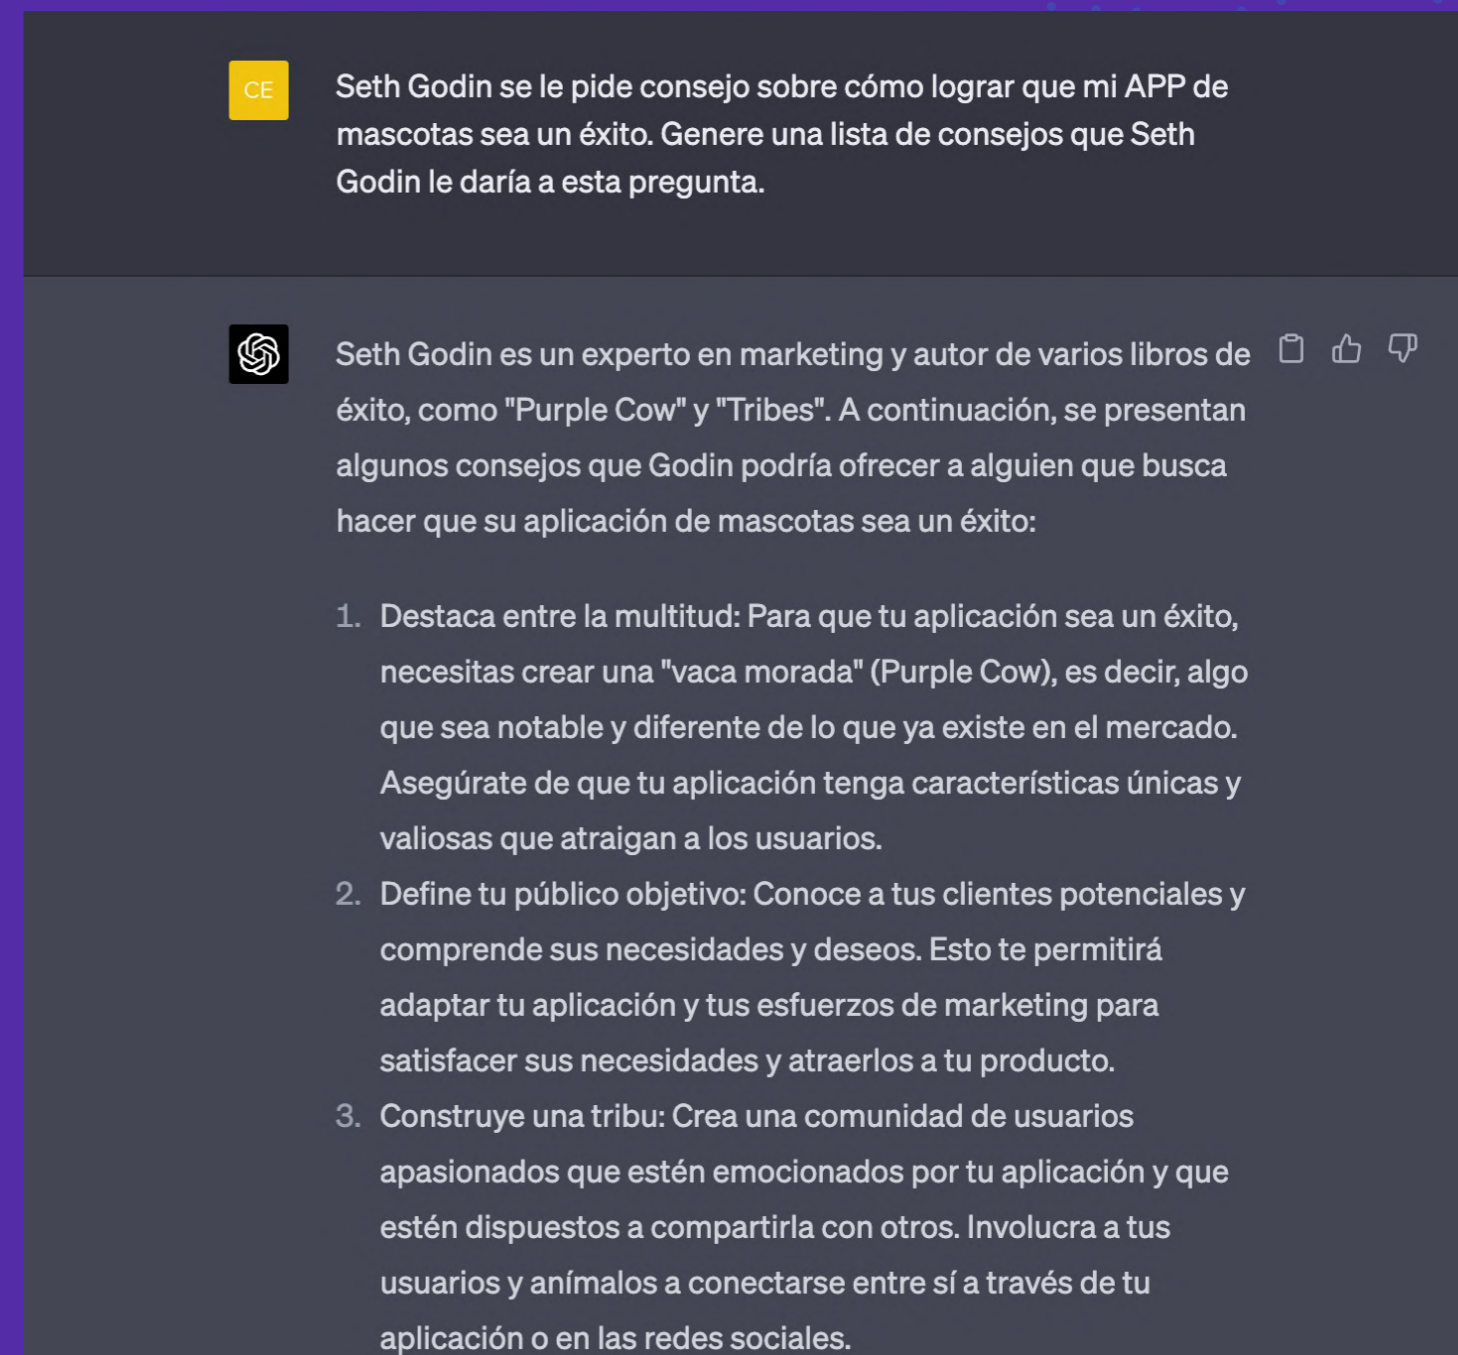 CE
Seth Godin se le pide consejo sobre cómo lograr que mi APP de
mascotas sea un éxito. Genere una lista de consejos que Seth
Godin le daría a esta pregunta.
Seth Godin es un experto en marketing y autor de varios libros de
éxito, como "Purple Cow" y "Tribes". A continuación, se presentan
algunos consejos que Godin podría ofrecer a alguien que busca
hacer que su aplicación de mascotas sea un éxito:
1. Destaca entre la multitud: Para que tu aplicación sea un éxito,
necesitas crear una "vaca morada" (Purple Cow), es decir, algo
que sea notable y diferente de lo que ya existe en el mercado.
Asegúrate de que tu aplicación tenga características únicas y
valiosas que atraigan a los usuarios.
2. Define tu público objetivo: Conoce a tus clientes potenciales y
comprende sus necesidades y deseos. Esto te permitirá
adaptar tu aplicación y tus esfuerzos de marketing para
satisfacer sus necesidades y atraerlos a tu producto.
3. Construye una tribu: Crea una comunidad de usuarios
apasionados que estén emocionados por tu aplicación y que
estén dispuestos a compartirla con otros. Involucra a tus
usuarios y anímalos a conectarse entre sí a través de tu
aplicación o en las redes sociales.